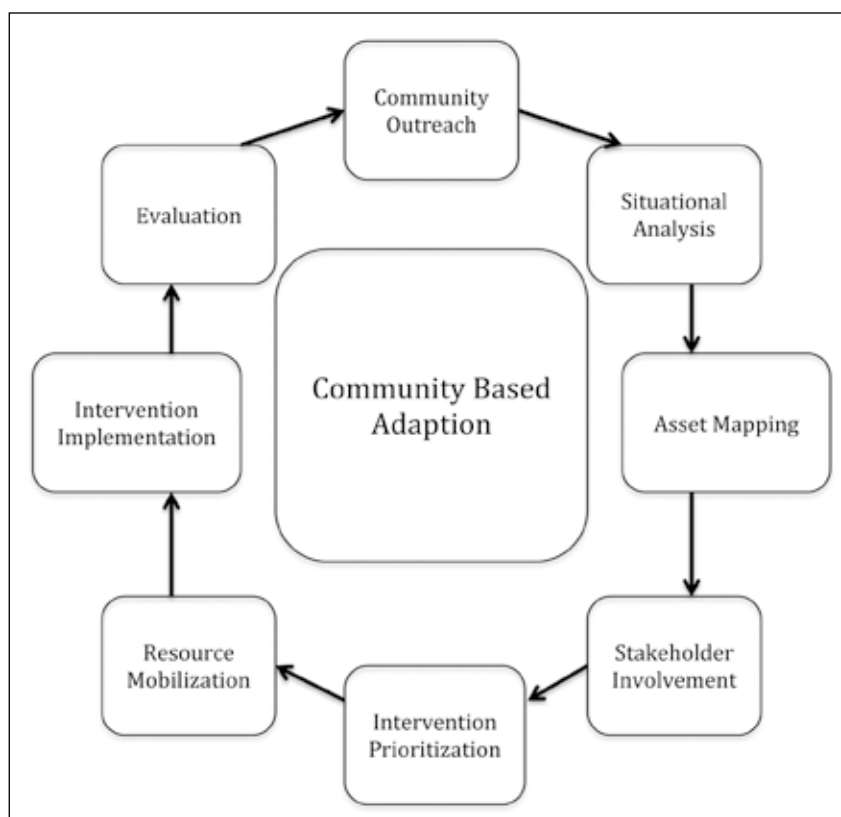 Community
Outreach
Situational
Analysis
Asset Mapping
Stakeholder
Involvement
Intervention
Prioritization
Resource
Mobilization
Intervention
Implementation
Evaluation
Community Based
Adaption